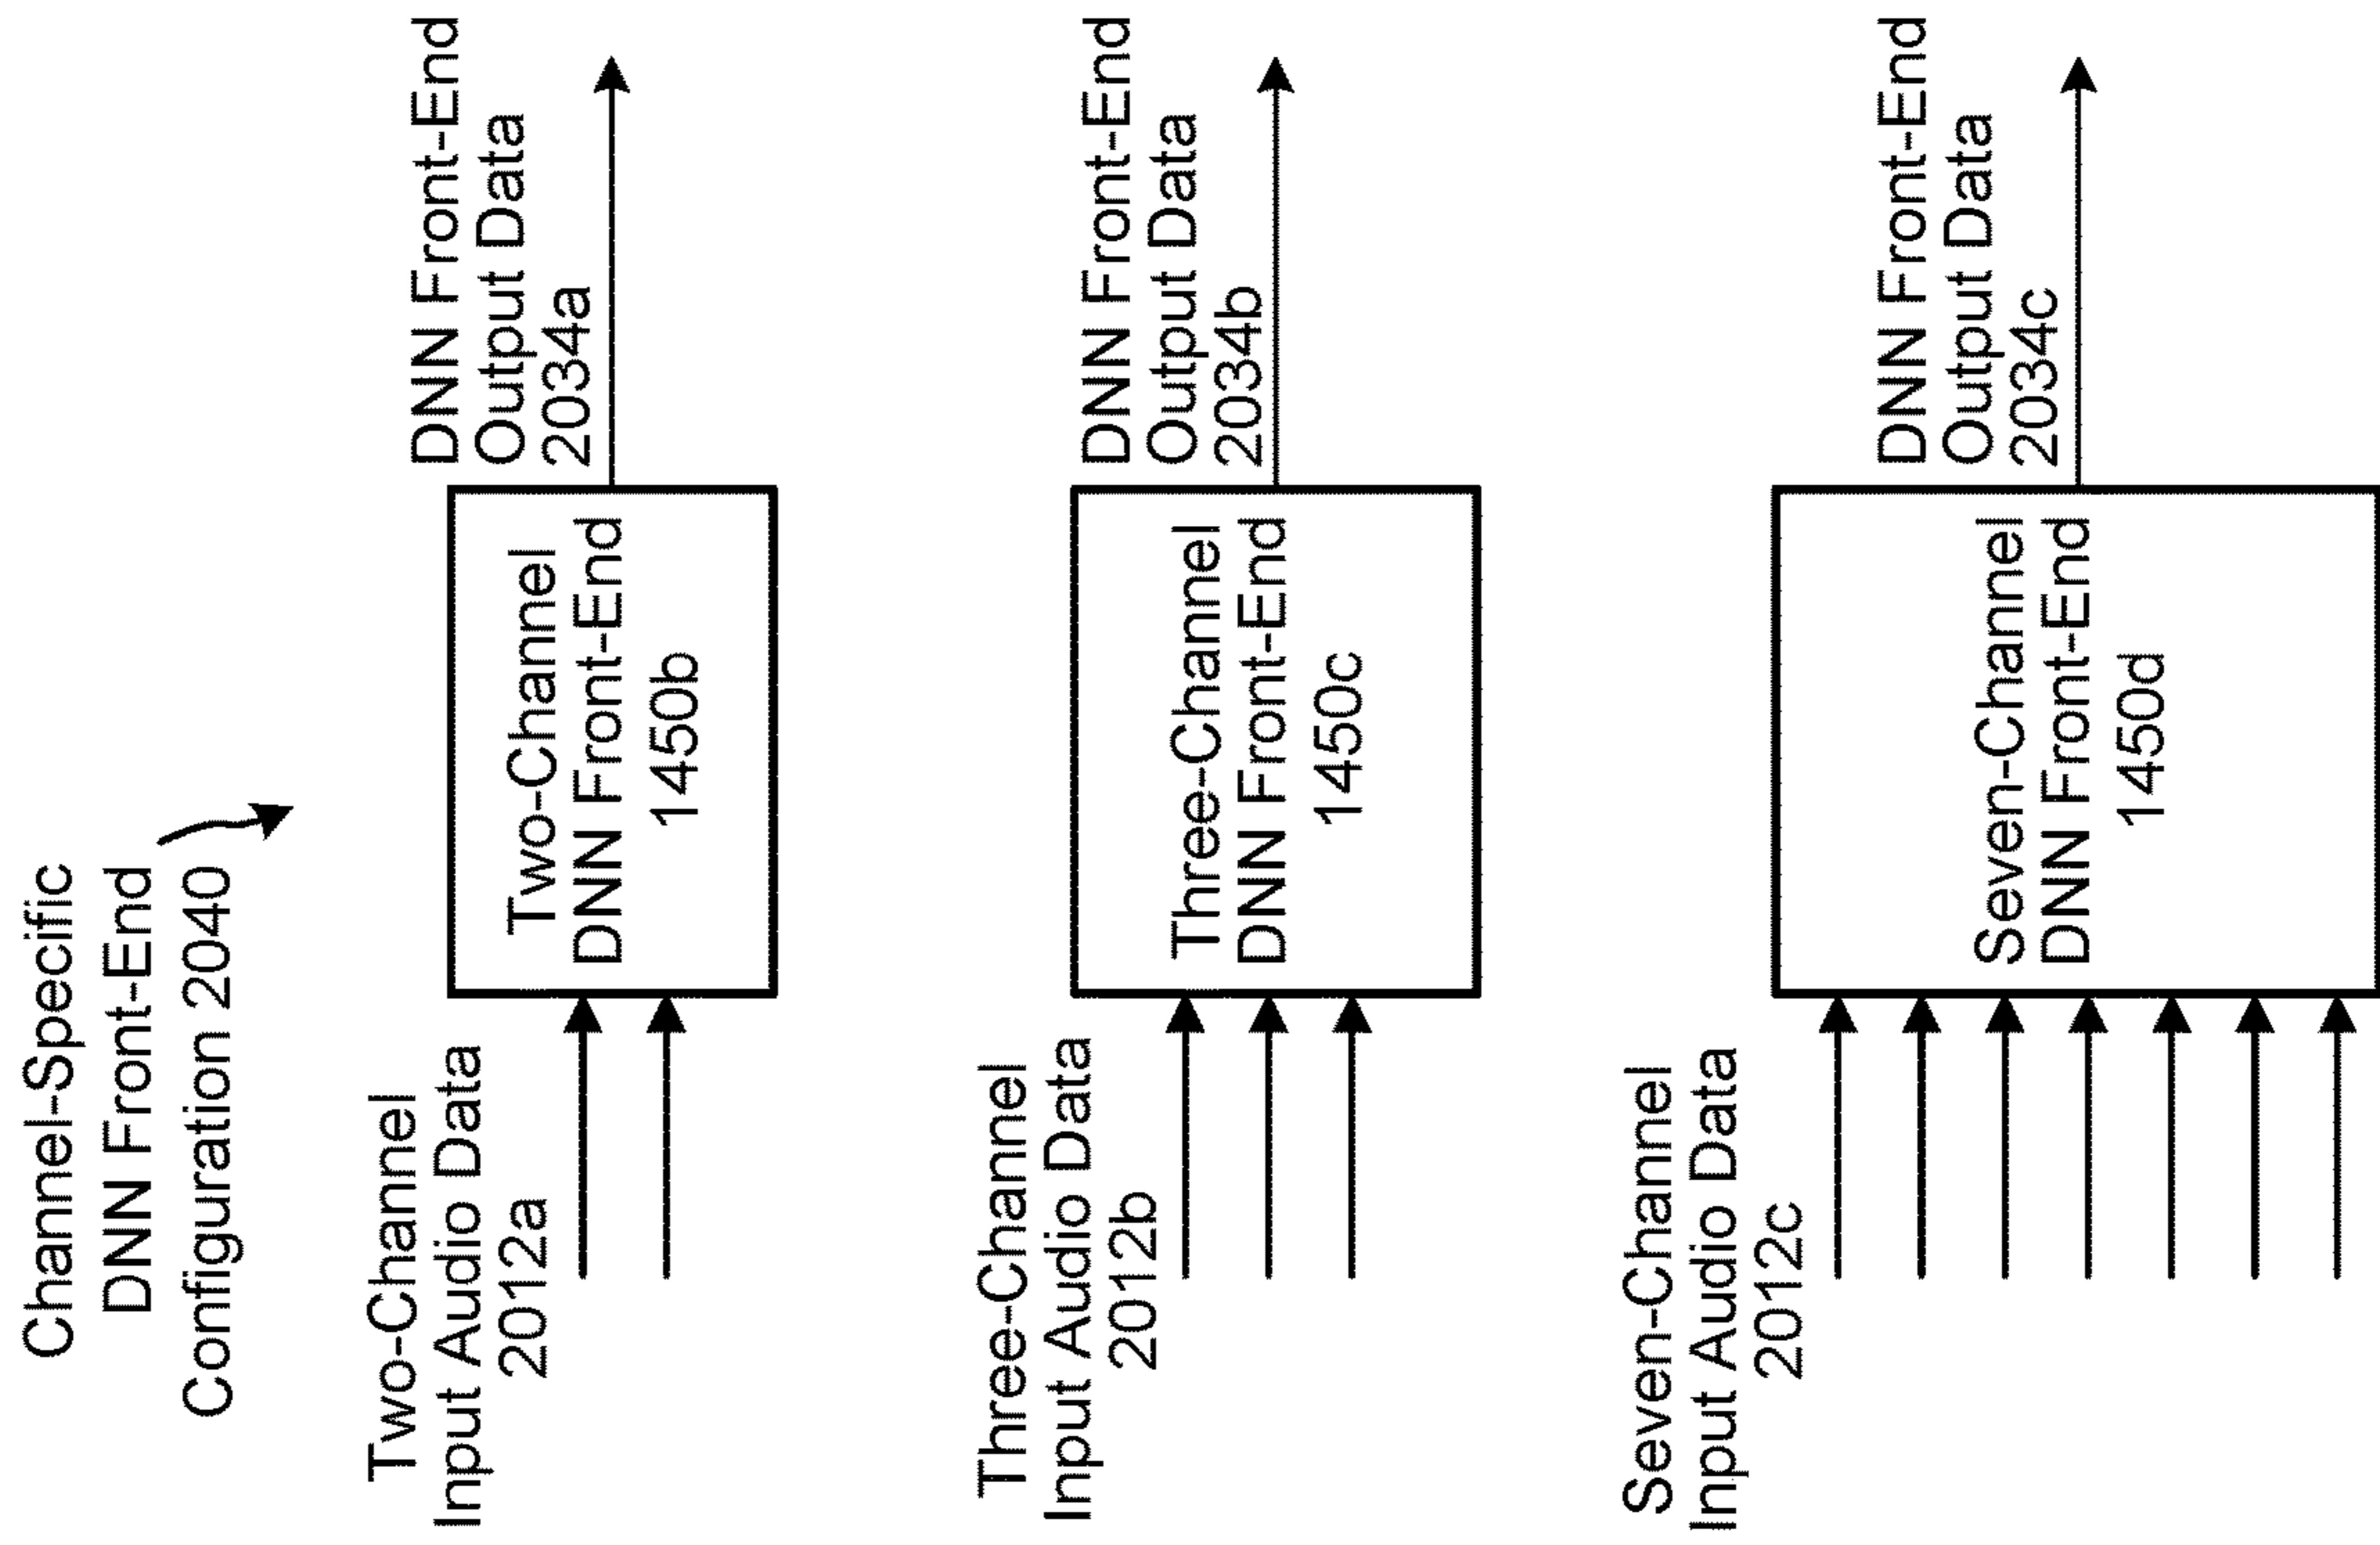 Channel-Specific
DNN Front-End
Configuration 2040
Two-Channel
Input Audio Data
2012a
Two-Channel
DNN Front-End
1450b
DNN Front-End
Output Data
2034a
Three-Channel
Input Audio Data
2012b
Three-Channel
DNN Front-End
1450c
DNN Front-End
Output Data
2034b
Seven-Channel
Input Audio Data
2012c
Seven-Channel
DNN Front-End
1450d
DNN Front-End
Output Data
2034c